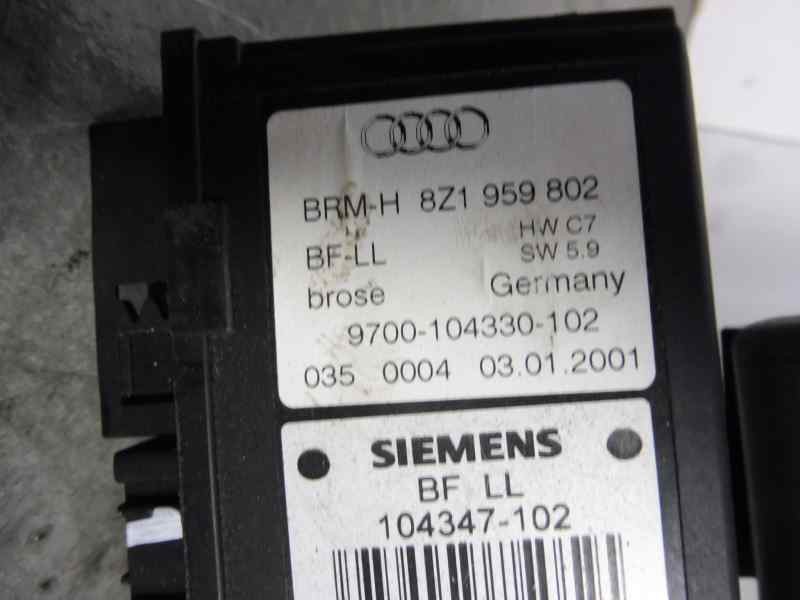 BRM-H 8Z1 959 802
HW C7
BF-LL SW 5.9
brose Germany
9700-104330-102
035 0004 03.01.2001
SIEMENS
BF LL
104347-102